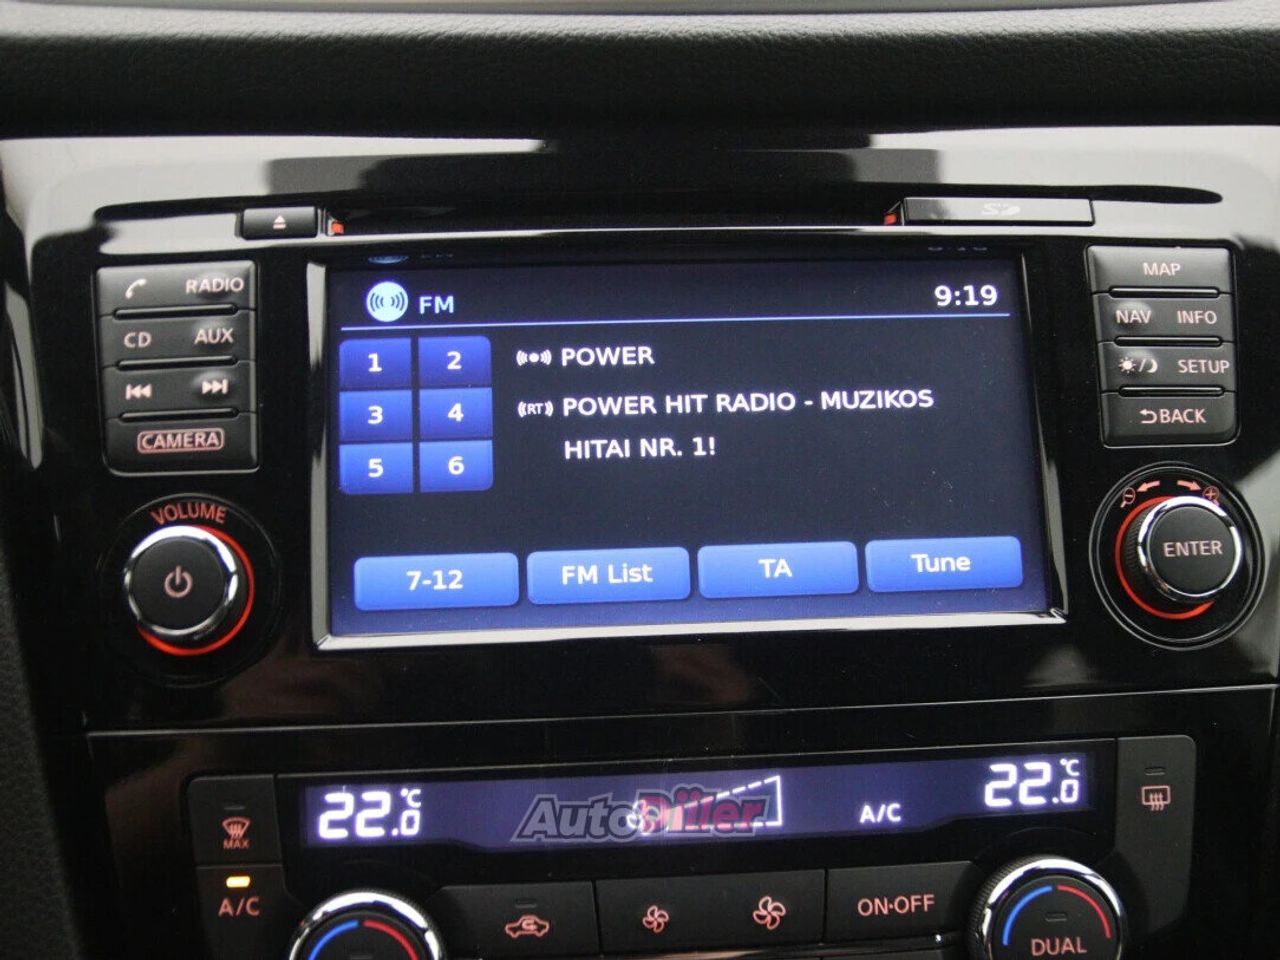 SD
RADIO
MAP
FM
9:19
CD
AUX
NAV
INFO
1
2
POWER
SETUP
3
4
(RT) POWER HIT RADIO - MUZIKOS
HITAI NR. 1!
CAMERA
BACK
5
6
VOLUME
ENTER
7-12
FM List
TA
Tune
22.0 °C
AutoDiler
A/C
22.0 °C
MAX
A/C
ON·OFF
DUAL